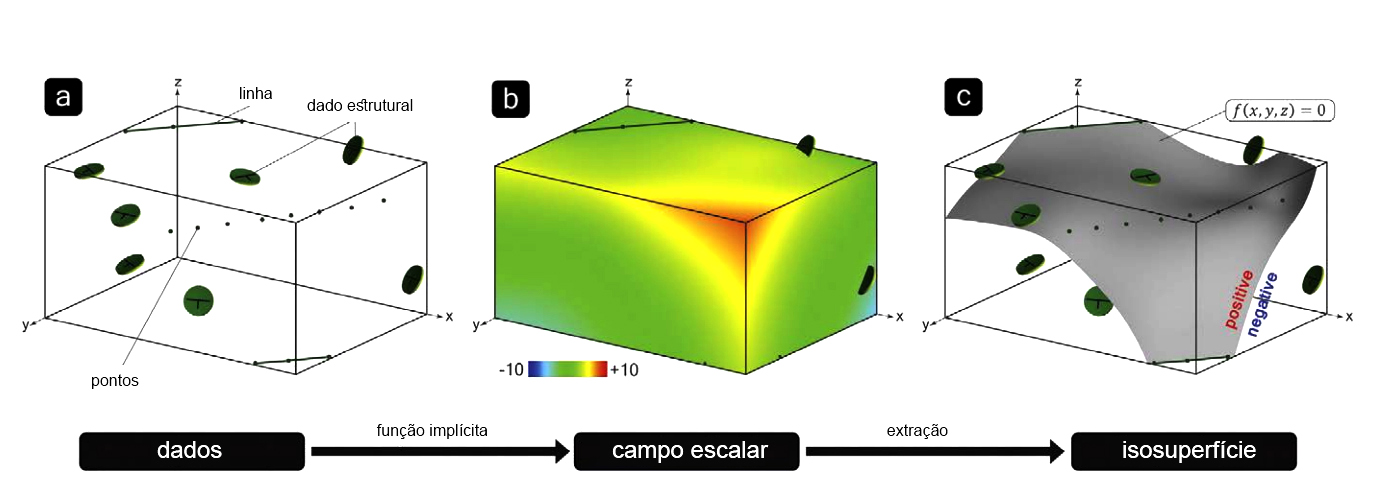 a
z
linha
dado estrutural
y
x
pontos
b
z
y
x
-10
+10
c
z
f(x,y,z) = 0
positive
negative
y
x
dados
função implícita
campo escalar
extração
isosuperfície